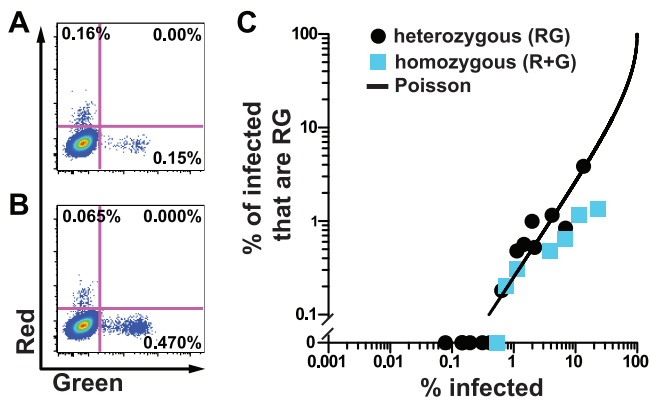 A
0.16% 0.00%
0.15%
B
0.065% 0.000%
0.470%
Red
Green
C
heterozygous (RG)
homozygous (R+G)
Poisson
% of infected
that are RG
100
10
1
0.1
0
0.001 0.01 0.1 0 1 10 100
% infected